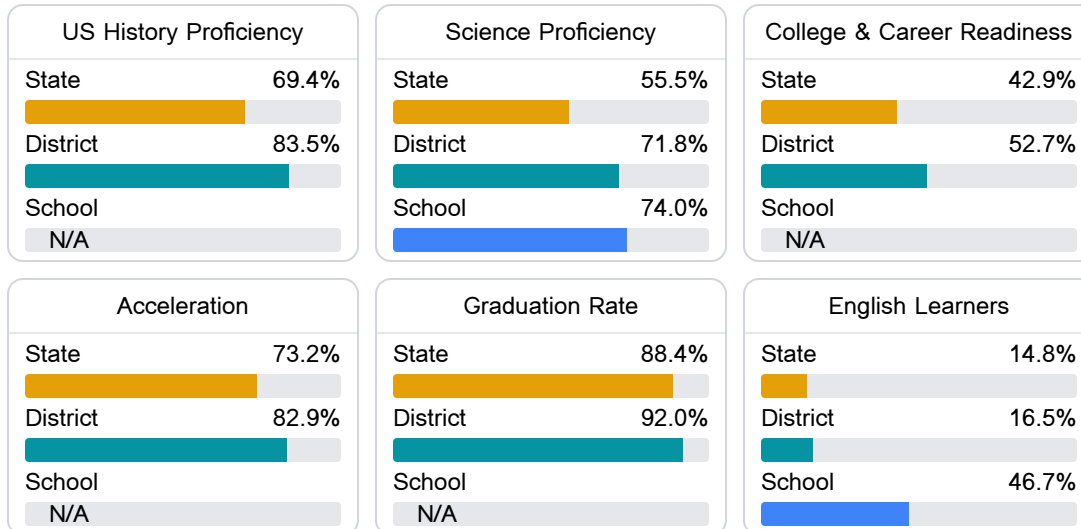 US History Proficiency
State 69.4%
District 83.5%
School
N/A
Science Proficiency
State 55.5%
District 71.8%
School 74.0%
College & Career Readiness
State 42.9%
District 52.7%
School
N/A
Acceleration
State 73.2%
District 82.9%
School
N/A
Graduation Rate
State 88.4%
District 92.0%
School
N/A
English Learners
State 14.8%
District 16.5%
School 46.7%